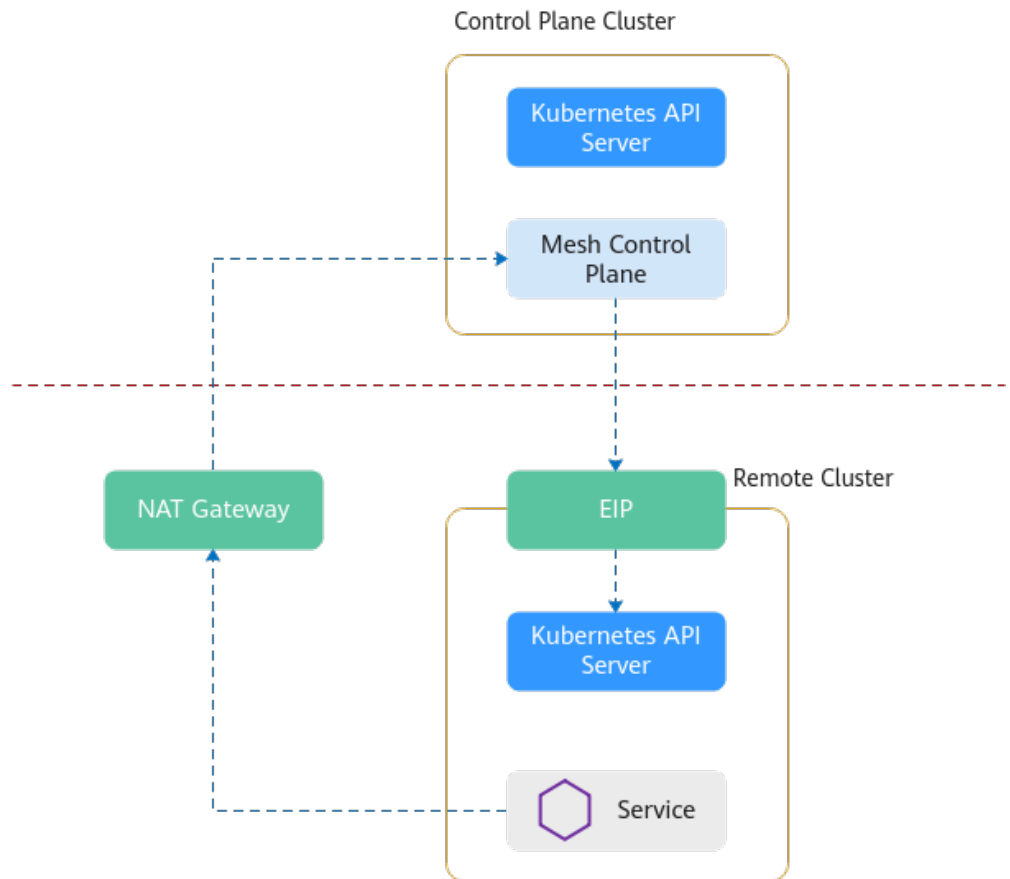 Control Plane Cluster
Kubernetes API
Server
Mesh Control
Plane
NAT Gateway
EIP
Remote Cluster
Kubernetes API
Server
Service